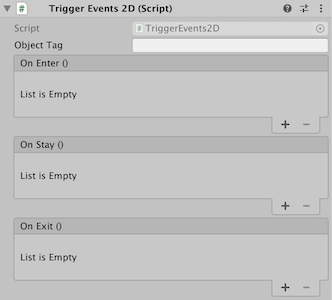 Trigger Events 2D (Script)
Script TriggerEvents2D
Object Tag
On Enter ()
List is Empty
On Stay ()
List is Empty
On Exit ()
List is Empty